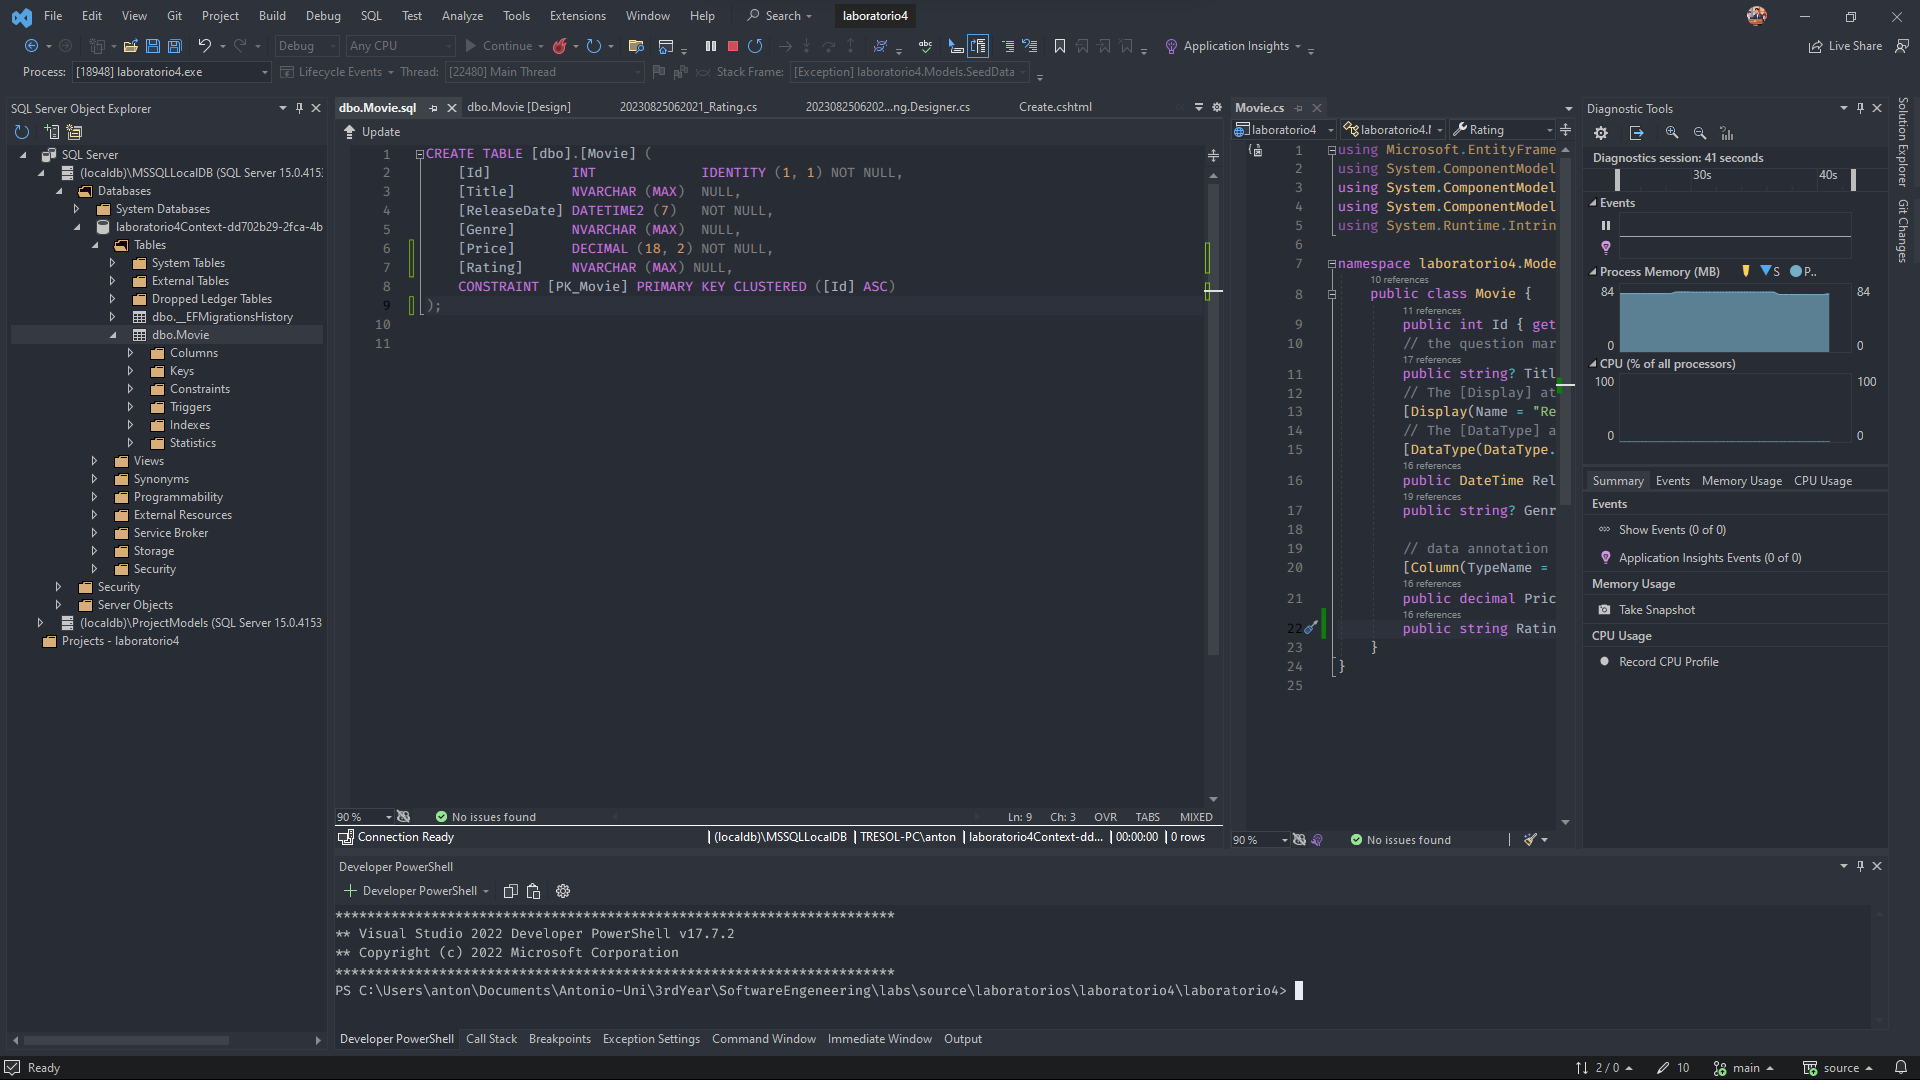 File Edit View Git Project Build Debug SQL Test Analyze Tools Extensions Window Help Search laboratorio4
Debug Any CPU Continue Application Insights Live Share
Process: [18948] laboratorio4.exe Lifecycle Events Thread: [22480] Main Thread Stack Frame: [Exception] laboratorio4.Models.SeedData
SQL Server Object Explorer
SQL Server
(localdb)\MSSQLLocalDB (SQL Server 15.0.4153
Databases
System Databases
laboratorio4Context-dd702b29-2fca-4b
Tables
System Tables
External Tables
Dropped Ledger Tables
dbo.__EFMigrationsHistory
dbo.Movie
Columns
Keys
Constraints
Triggers
Indexes
Statistics
Views
Synonyms
Programmability
External Resources
Service Broker
Storage
Security
Security
Server Objects
(localdb)\ProjectModels (SQL Server 15.0.4153
Projects - laboratorio4
dbo.Movie.sql dbo.Movie [Design] 20230825062021_Rating.cs 2023082506202...ng.Designer.cs Create.cshtml
Update
1 CREATE TABLE [dbo].[Movie] (
2 [Id] INT IDENTITY (1, 1) NOT NULL,
3 [Title] NVARCHAR (MAX) NULL,
4 [ReleaseDate] DATETIME2 (7) NOT NULL,
5 [Genre] NVARCHAR (MAX) NULL,
6 [Price] DECIMAL (18, 2) NOT NULL,
7 [Rating] NVARCHAR (MAX) NULL,
8 CONSTRAINT [PK_Movie] PRIMARY KEY CLUSTERED ([Id] ASC)
9 );
10
11
90 % No issues found Ln: 9 Ch: 3 OVR TABS MIXED
Connection Ready (localdb)\MSSQLLocalDB TRESOL-PC\anton laboratorio4Context-dd... 00:00:00 0 rows
Movie.cs
laboratorio4 laboratorio4.M Rating
1 using Microsoft.EntityFrame
2 using System.ComponentModel
3 using System.ComponentModel
4 using System.ComponentModel
5 using System.Runtime.Intrin
6
7 namespace laboratorio4.Mode
10 references
8 public class Movie {
11 references
9 public int Id { get
10 // the question mar
17 references
11 public string? Titl
12 // The [Display] at
13 [Display(Name = "Re
14 // The [DataType] a
15 [DataType(DataType.
16 references
16 public DateTime Rel
19 references
17 public string? Genr
18
19 // data annotation
20 [Column(TypeName =
16 references
21 public decimal Pric
16 references
22 public string Ratin
23 }
24 }
25
90 % No issues found
Diagnostic Tools
Diagnostics session: 41 seconds
30s 40s
Events
Process Memory (MB) S P..
84 84
0 0
CPU (% of all processors)
100 100
0 0
Summary Events Memory Usage CPU Usage
Events
Show Events (0 of 0)
Application Insights Events (0 of 0)
Memory Usage
Take Snapshot
CPU Usage
Record CPU Profile
Solution Explorer
Git Changes
Developer PowerShell
Developer PowerShell
**********************************************************************
** Visual Studio 2022 Developer PowerShell v17.7.2
** Copyright (c) 2022 Microsoft Corporation
**********************************************************************
PS C:\Users\anton\Documents\Antonio-Uni\3rdYear\SoftwareEngeneering\labs\source\laboratorios\laboratorio4\laboratorio4>
Developer PowerShell Call Stack Breakpoints Exception Settings Command Window Immediate Window Output
Ready 2 / 0 10 main source